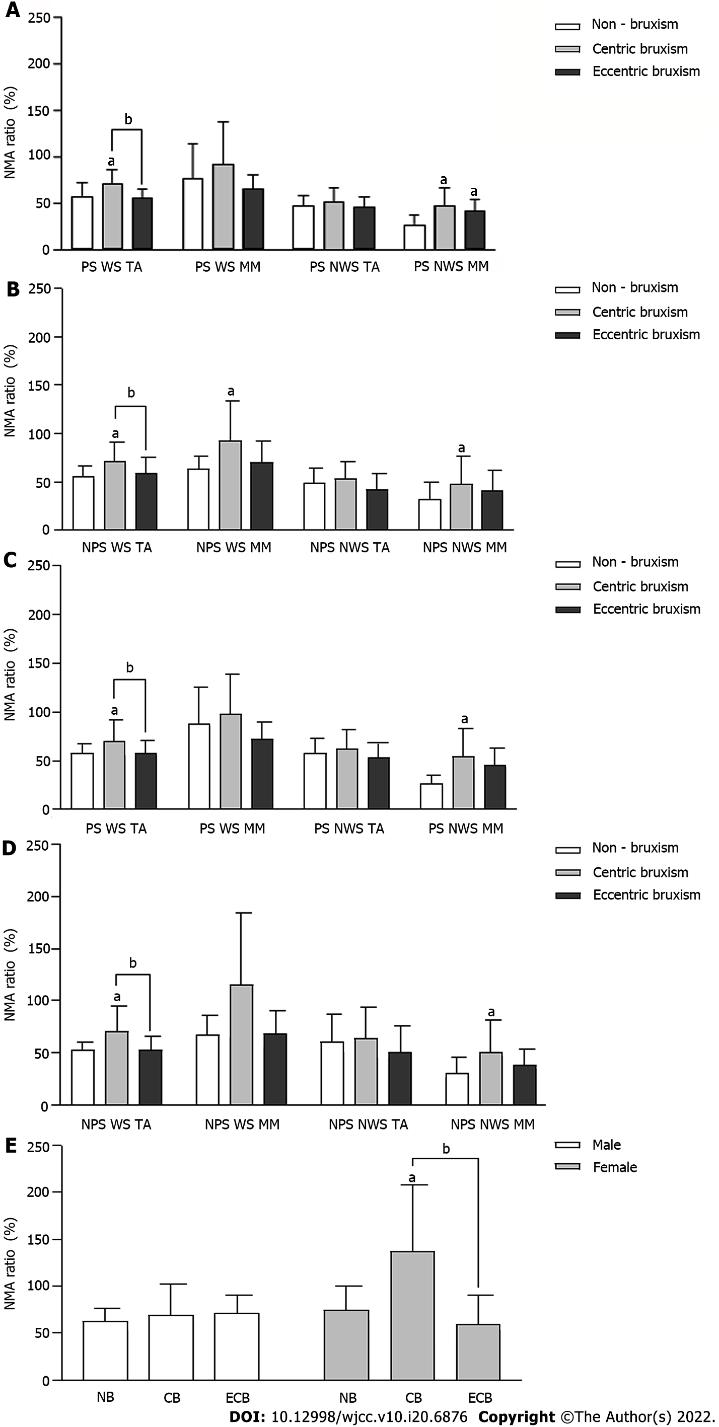 A
250
200
150
100
50
0
NMA ratio (%)
Non - bruxism
Centric bruxism
Eccentric bruxism
a
b
a
a
PS WS TA
PS WS MM
PS NWS TA
PS NWS MM
B
250
200
150
100
50
0
NMA ratio (%)
Non - bruxism
Centric bruxism
Eccentric bruxism
a
b
a
a
NPS WS TA
NPS WS MM
NPS NWS TA
NPS NWS MM
C
250
200
150
100
50
0
NMA ratio (%)
Non - bruxism
Centric bruxism
Eccentric bruxism
a
b
a
PS WS TA
PS WS MM
PS NWS TA
PS NWS MM
D
250
200
150
100
50
0
NMA ratio (%)
Non - bruxism
Centric bruxism
Eccentric bruxism
a
b
a
NPS WS TA
NPS WS MM
NPS NWS TA
NPS NWS MM
E
250
200
150
100
50
0
NMA ratio (%)
Male
Female
a
b
NB
CB
ECB
NB
CB
ECB
DOI: 10.12998/wjcc.v10.i20.6876 Copyright ©The Author(s) 2022.